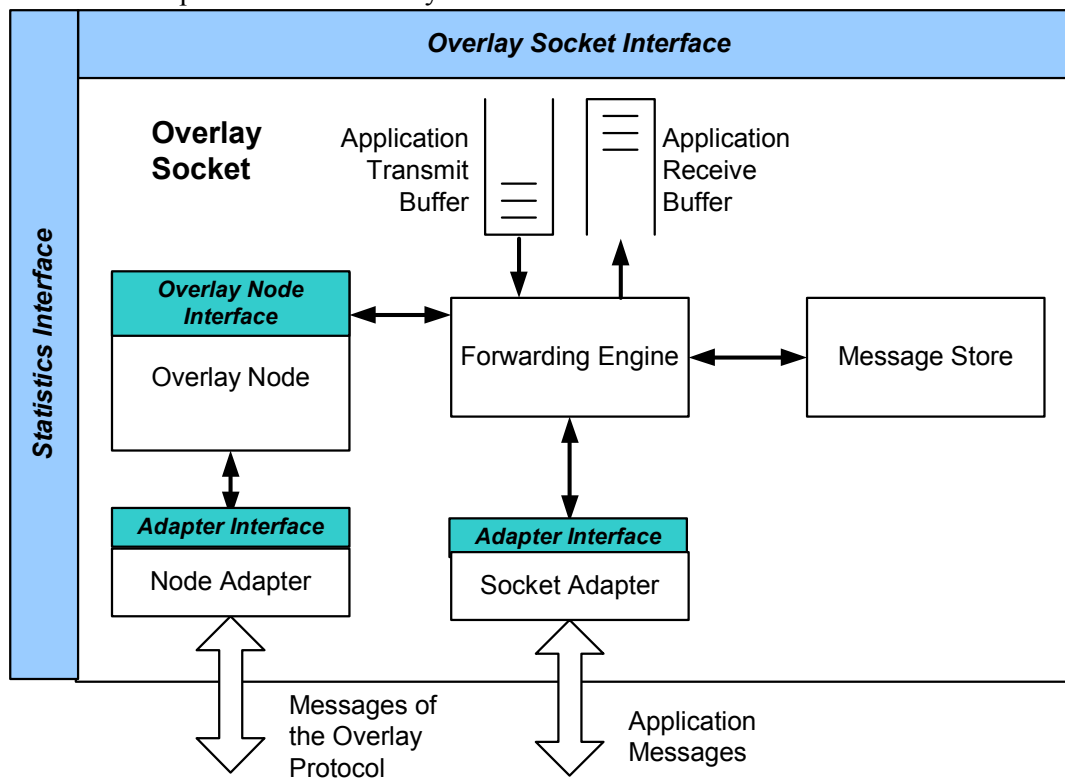 Overlay Socket Interface
Statistics Interface
Overlay
Socket
Application
Transmit
Buffer
Application
Receive
Buffer
Overlay Node
Interface
Overlay Node
Forwarding Engine
Message Store
Adapter Interface
Node Adapter
Adapter Interface
Socket Adapter
Messages of
the Overlay
Protocol
Application
Messages